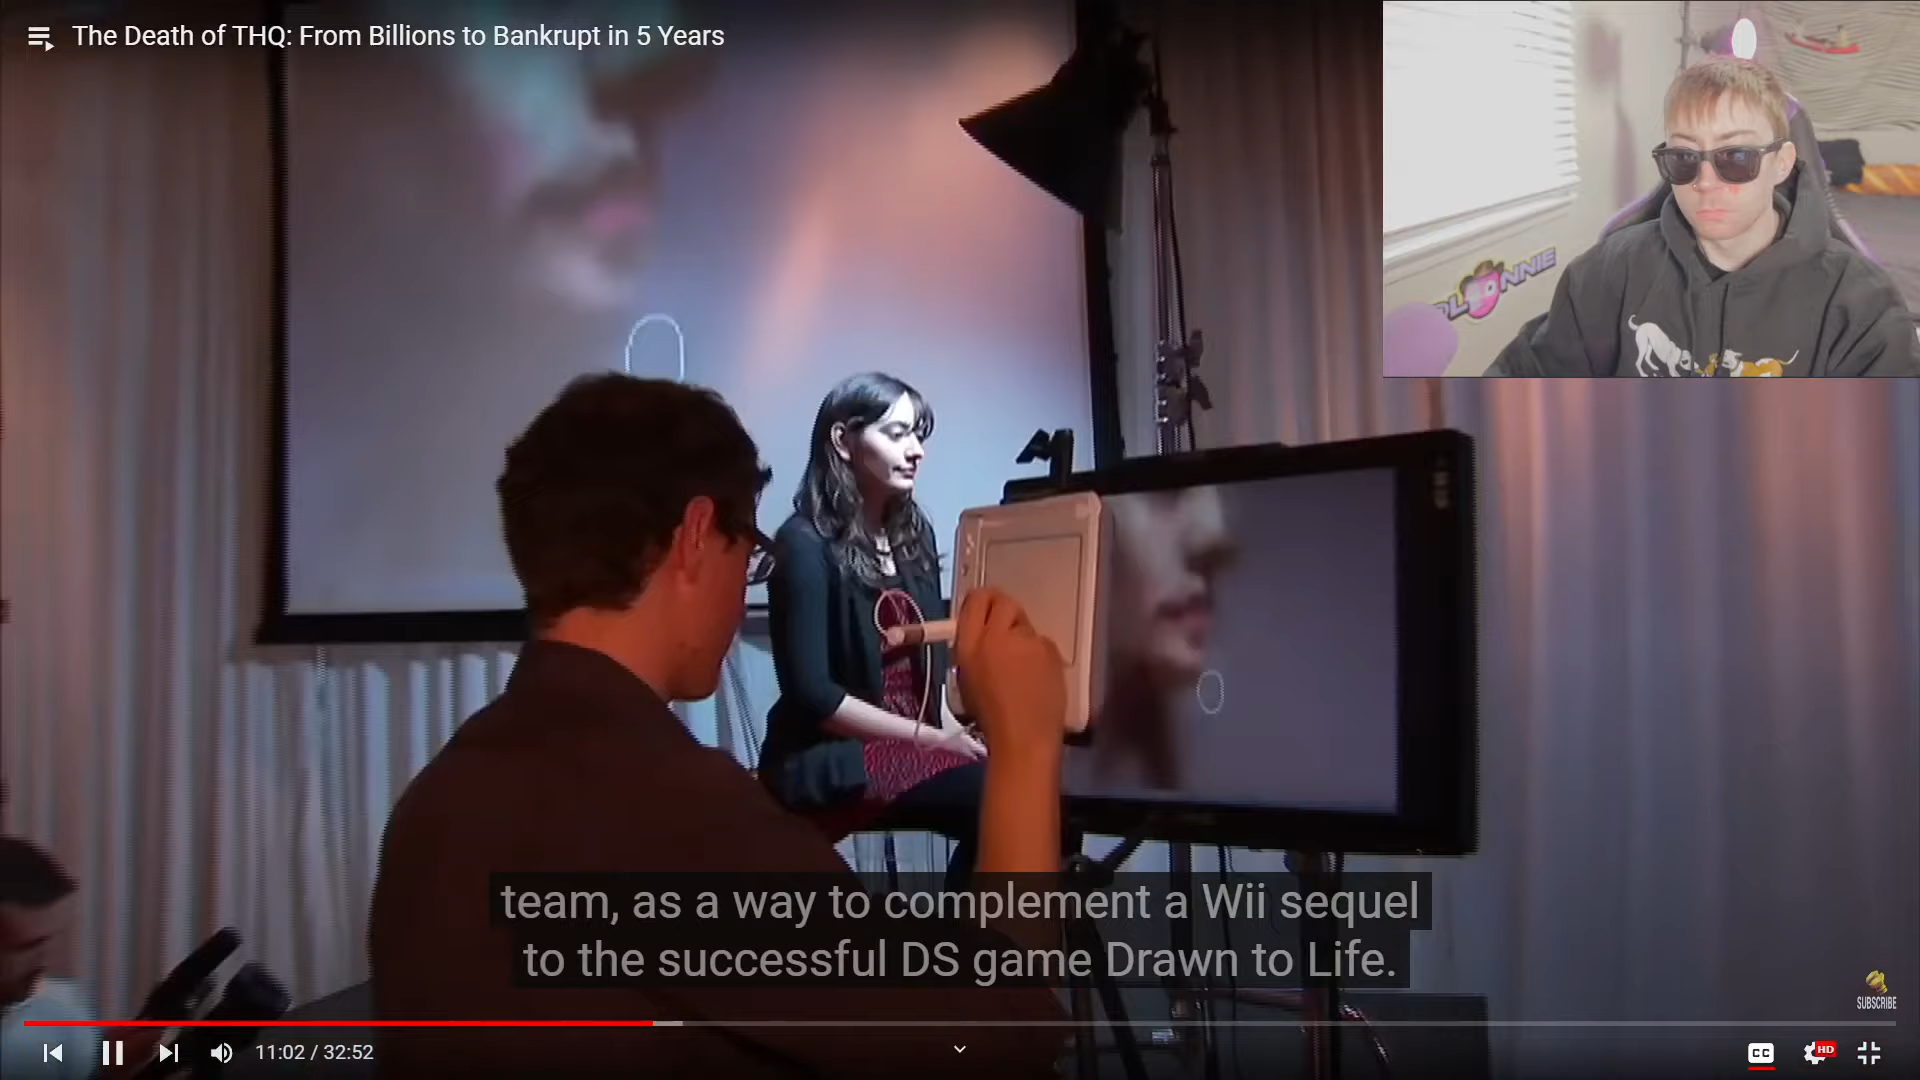 The Death of THQ: From Billions to Bankrupt in 5 Years
team, as a way to complement a Wii sequel
to the successful DS game Drawn to Life.
SUBSCRIBE
11:02 / 32:52
CC
HD